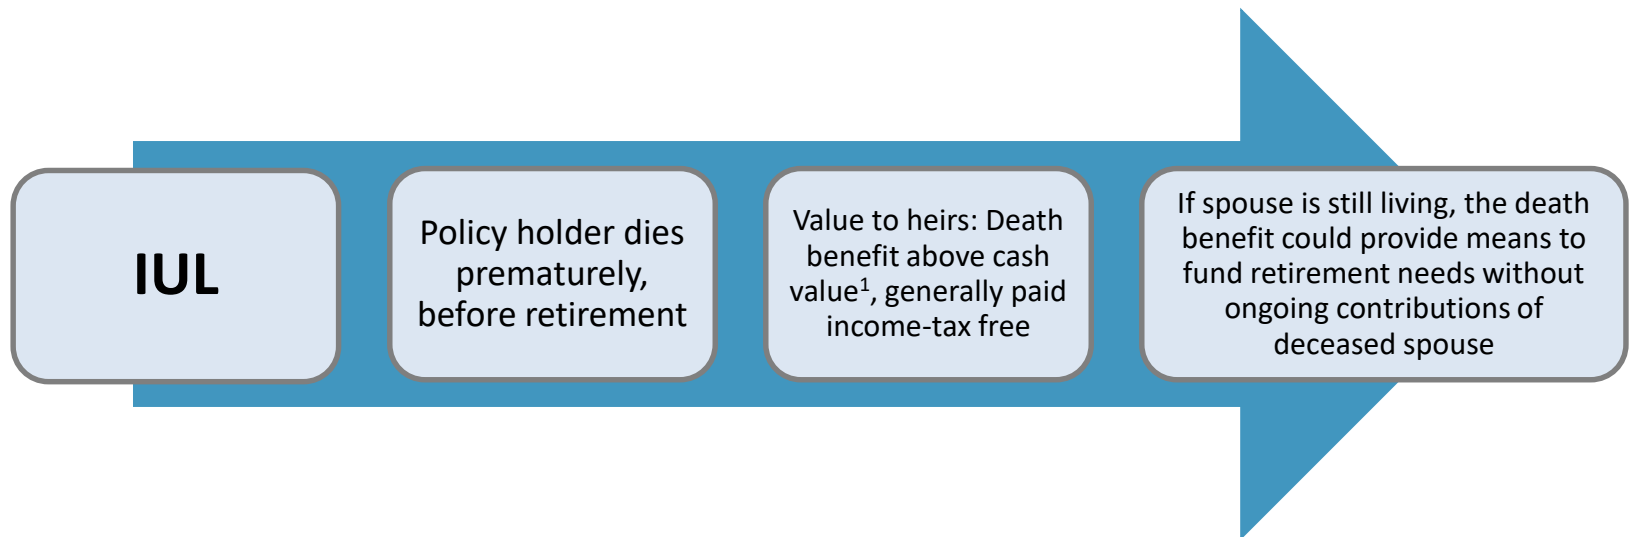 IUL
Policy holder dies
prematurely,
before retirement
Value to heirs: Death
benefit above cash
value¹, generally paid
income-tax free
If spouse is still living, the death
benefit could provide means to
fund retirement needs without
ongoing contributions of
deceased spouse